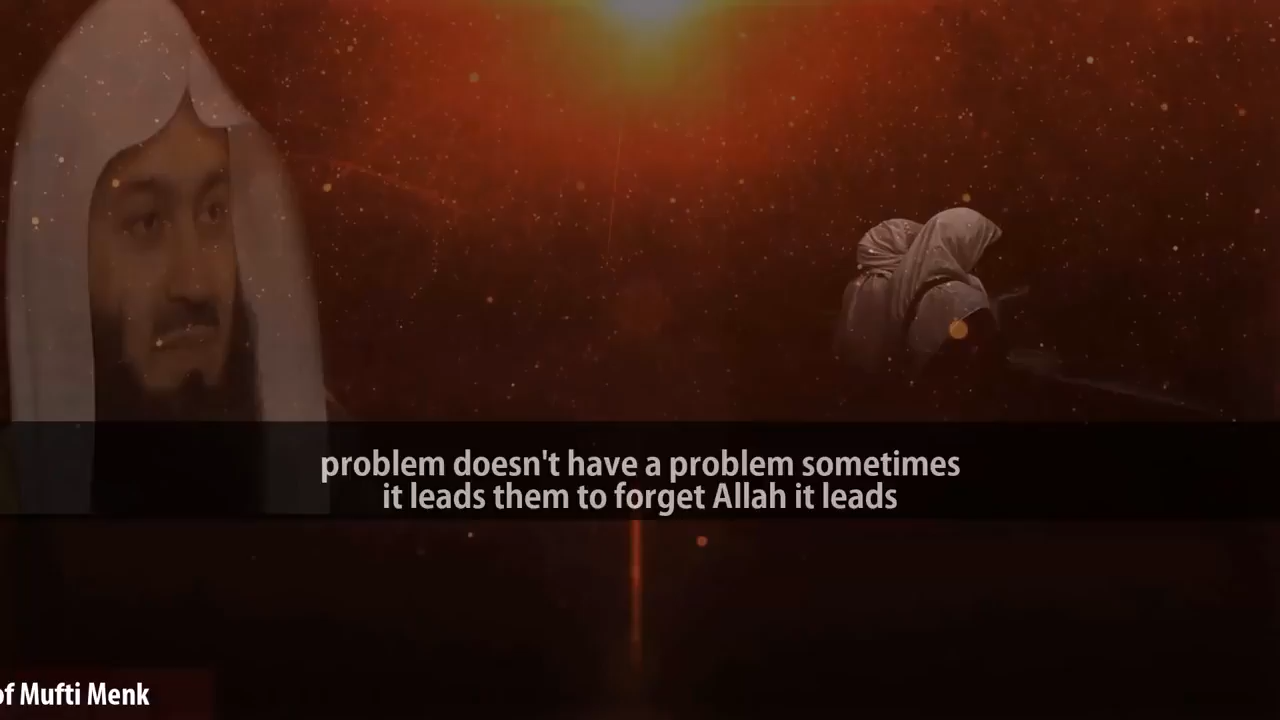 problem doesn't have a problem sometimes
it leads them to forget Allah it leads
of Mufti Menk